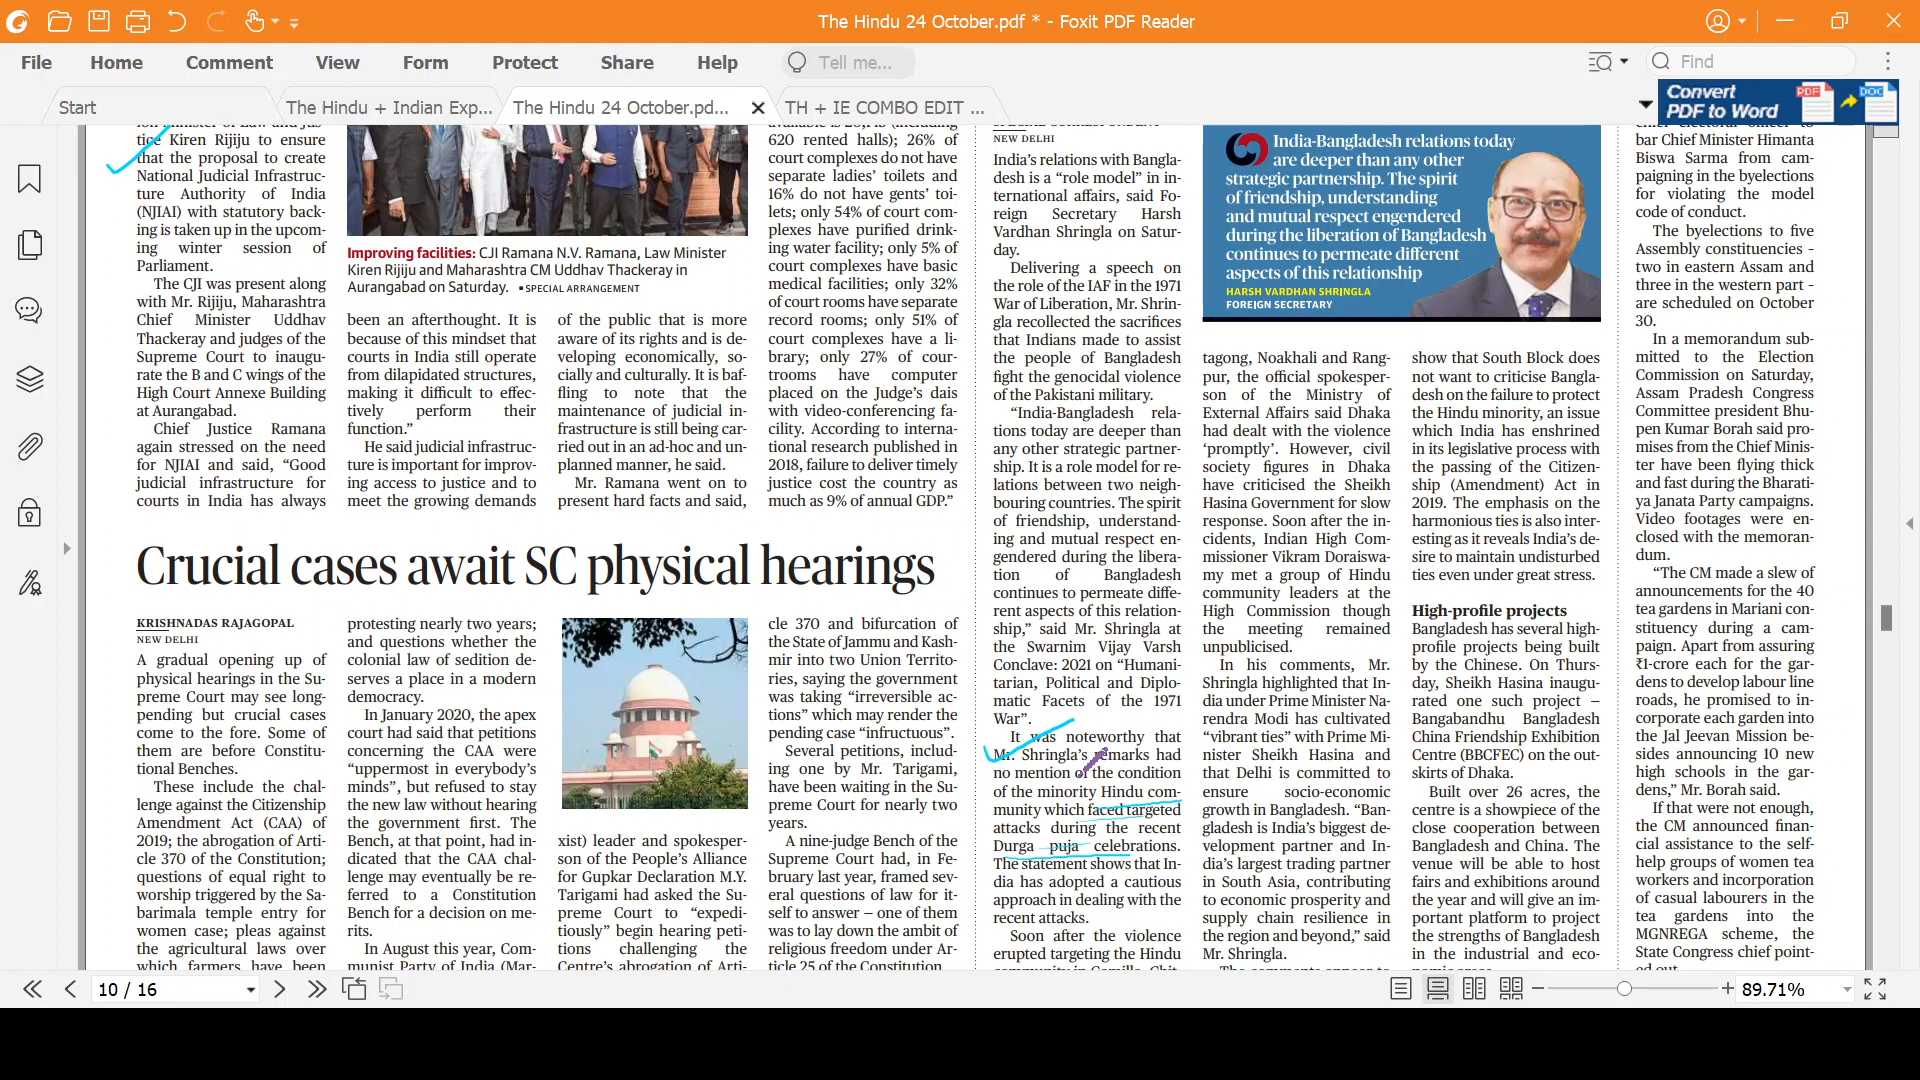 The Hindu 24 October.pdf * - Foxit PDF Reader
File Home Comment View Form Protect Share Help Tell me... Find
Start The Hindu + Indian Exp... The Hindu 24 October.pd... TH + IE COMBO EDIT ...
Convert
PDF to Word
PDF DOC
tice Kiren Rijiju to ensure
that the proposal to create
National Judicial Infrastruc-
ture Authority of India
(NJIAI) with statutory back-
ing is taken up in the upcom-
ing winter session of
Parliament.
The CJI was present along
with Mr. Rijiju, Maharashtra
Chief Minister Uddhav
Thackeray and judges of the
Supreme Court to inaugu-
rate the B and C wings of the
High Court Annexe Building
at Aurangabad.
Chief Justice Ramana
again stressed on the need
for NJIAI and said, “Good
judicial infrastructure for
courts in India has always
Improving facilities: CJI Ramana N.V. Ramana, Law Minister
Kiren Rijiju and Maharashtra CM Uddhav Thackeray in
Aurangabad on Saturday. ▪SPECIAL ARRANGEMENT
been an afterthought. It is
because of this mindset that
courts in India still operate
from dilapidated structures,
making it difficult to effec-
tively perform their
function.”
He said judicial infrastruc-
ture is important for improv-
ing access to justice and to
meet the growing demands
of the public that is more
aware of its rights and is de-
veloping economically, so-
cially and culturally. It is baf-
fling to note that the
maintenance of judicial in-
frastructure is still being car-
ried out in an ad-hoc and un-
planned manner, he said.
Mr. Ramana went on to
present hard facts and said,
620 rented halls); 26% of
court complexes do not have
separate ladies’ toilets and
16% do not have gents’ toi-
lets; only 54% of court com-
plexes have purified drink-
ing water facility; only 5% of
court complexes have basic
medical facilities; only 32%
of court rooms have separate
record rooms; only 51% of
court complexes have a li-
brary; only 27% of cour-
trooms have computer
placed on the Judge’s dais
with video-conferencing fa-
cility. According to interna-
tional research published in
2018, failure to deliver timely
justice cost the country as
much as 9% of annual GDP.”
Crucial cases await SC physical hearings
KRISHNADAS RAJAGOPAL
NEW DELHI
A gradual opening up of
physical hearings in the Su-
preme Court may see long-
pending but crucial cases
come to the fore. Some of
them are before Constitu-
tional Benches.
These include the chal-
lenge against the Citizenship
Amendment Act (CAA) of
2019; the abrogation of Arti-
cle 370 of the Constitution;
questions of equal right to
worship triggered by the Sa-
barimala temple entry for
women case; pleas against
the agricultural laws over
which farmers have been
protesting nearly two years;
and questions whether the
colonial law of sedition de-
serves a place in a modern
democracy.
In January 2020, the apex
court had said that petitions
concerning the CAA were
“uppermost in everybody’s
minds”, but refused to stay
the new law without hearing
the government first. The
Bench, at that point, had in-
dicated that the CAA chal-
lenge may eventually be re-
ferred to a Constitution
Bench for a decision on me-
rits.
In August this year, Com-
munist Party of India (Mar-
xist) leader and spokesper-
son of the People’s Alliance
for Gupkar Declaration M.Y.
Tarigami had asked the Su-
preme Court to “expedi-
tiously” begin hearing peti-
tions challenging the
Centre’s abrogation of Arti-
cle 370 and bifurcation of
the State of Jammu and Kash-
mir into two Union Territo-
ries, saying the government
was taking “irreversible ac-
tions” which may render the
pending case “infructuous”.
Several petitions, includ-
ing one by Mr. Tarigami,
have been waiting in the Su-
preme Court for nearly two
years.
A nine-judge Bench of the
Supreme Court had, in Fe-
bruary last year, framed sev-
eral questions of law for it-
self to answer – one of them
was to lay down the ambit of
religious freedom under Ar-
ticle 25 of the Constitution
NEW DELHI
India’s relations with Bangla-
desh is a “role model” in in-
ternational affairs, said Fo-
reign Secretary Harsh
Vardhan Shringla on Satur-
day.
Delivering a speech on
the role of the IAF in the 1971
War of Liberation, Mr. Shrin-
gla recollected the sacrifices
that Indians made to assist
the people of Bangladesh
fight the genocidal violence
of the Pakistani military.
“India-Bangladesh rela-
tions today are deeper than
any other strategic partner-
ship. It is a role model for re-
lations between two neigh-
bouring countries. The spirit
of friendship, understand-
ing and mutual respect en-
gendered during the libera-
tion of Bangladesh
continues to permeate diffe-
rent aspects of this relation-
ship,” said Mr. Shringla at
the Swarnim Vijay Varsh
Conclave: 2021 on “Humani-
tarian, Political and Diplo-
matic Facets of the 1971
War”.
It was noteworthy that
Mr. Shringla’s remarks had
no mention of the condition
of the minority Hindu com-
munity which faced targeted
attacks during the recent
Durga puja celebrations.
The statement shows that In-
dia has adopted a cautious
approach in dealing with the
recent attacks.
Soon after the violence
erupted targeting the Hindu
India-Bangladesh relations today
are deeper than any other
strategic partnership. The spirit
of friendship, understanding
and mutual respect engendered
during the liberation of Bangladesh
continues to permeate different
aspects of this relationship
HARSH VARDHAN SHRINGLA
FOREIGN SECRETARY
tagong, Noakhali and Rang-
pur, the official spokesper-
son of the Ministry of
External Affairs said Dhaka
had dealt with the violence
‘promptly’. However, civil
society figures in Dhaka
have criticised the Sheikh
Hasina Government for slow
response. Soon after the in-
cidents, Indian High Com-
missioner Vikram Doraiswa-
my met a group of Hindu
community leaders at the
High Commission though
the meeting remained
unpublicised.
In his comments, Mr.
Shringla highlighted that In-
dia under Prime Minister Na-
rendra Modi has cultivated
“vibrant ties” with Prime Mi-
nister Sheikh Hasina and
that Delhi is committed to
ensure socio-economic
growth in Bangladesh. “Ban-
gladesh is India’s biggest de-
velopment partner and In-
dia’s largest trading partner
in South Asia, contributing
to economic prosperity and
supply chain resilience in
the region and beyond,” said
Mr. Shringla.
show that South Block does
not want to criticise Bangla-
desh on the failure to protect
the Hindu minority, an issue
which India has enshrined
in its legislative process with
the passing of the Citizen-
ship (Amendment) Act in
2019. The emphasis on the
harmonious ties is also inter-
esting as it reveals India’s de-
sire to maintain undisturbed
ties even under great stress.
High-profile projects
Bangladesh has several high-
profile projects being built
by the Chinese. On Thurs-
day, Sheikh Hasina inaugu-
rated one such project –
Bangabandhu Bangladesh
China Friendship Exhibition
Centre (BBCFEC) on the out-
skirts of Dhaka.
Built over 26 acres, the
centre is a showpiece of the
close cooperation between
Bangladesh and China. The
venue will be able to host
fairs and exhibitions around
the year and will give an im-
portant platform to project
the strengths of Bangladesh
in the industrial and eco-
bar Chief Minister Himanta
Biswa Sarma from cam-
paigning in the byelections
for violating the model
code of conduct.
The byelections to five
Assembly constituencies -
two in eastern Assam and
three in the western part -
are scheduled on October
30.
In a memorandum sub-
mitted to the Election
Commission on Saturday,
Assam Pradesh Congress
Committee president Bhu-
pen Kumar Borah said pro-
mises from the Chief Minis-
ter have been flying thick
and fast during the Bharati-
ya Janata Party campaigns.
Video footages were en-
closed with the memoran-
dum.
“The CM made a slew of
announcements for the 40
tea gardens in Mariani con-
stituency during a cam-
paign. Apart from assuring
₹1-crore each for the gar-
dens to develop labour line
roads, he promised to in-
corporate each garden into
the Jal Jeevan Mission be-
sides announcing 10 new
high schools in the gar-
dens,” Mr. Borah said.
If that were not enough,
the CM announced finan-
cial assistance to the self-
help groups of women tea
workers and incorporation
of casual labourers in the
tea gardens into the
MGNREGA scheme, the
State Congress chief point-
10 / 16
89.71%